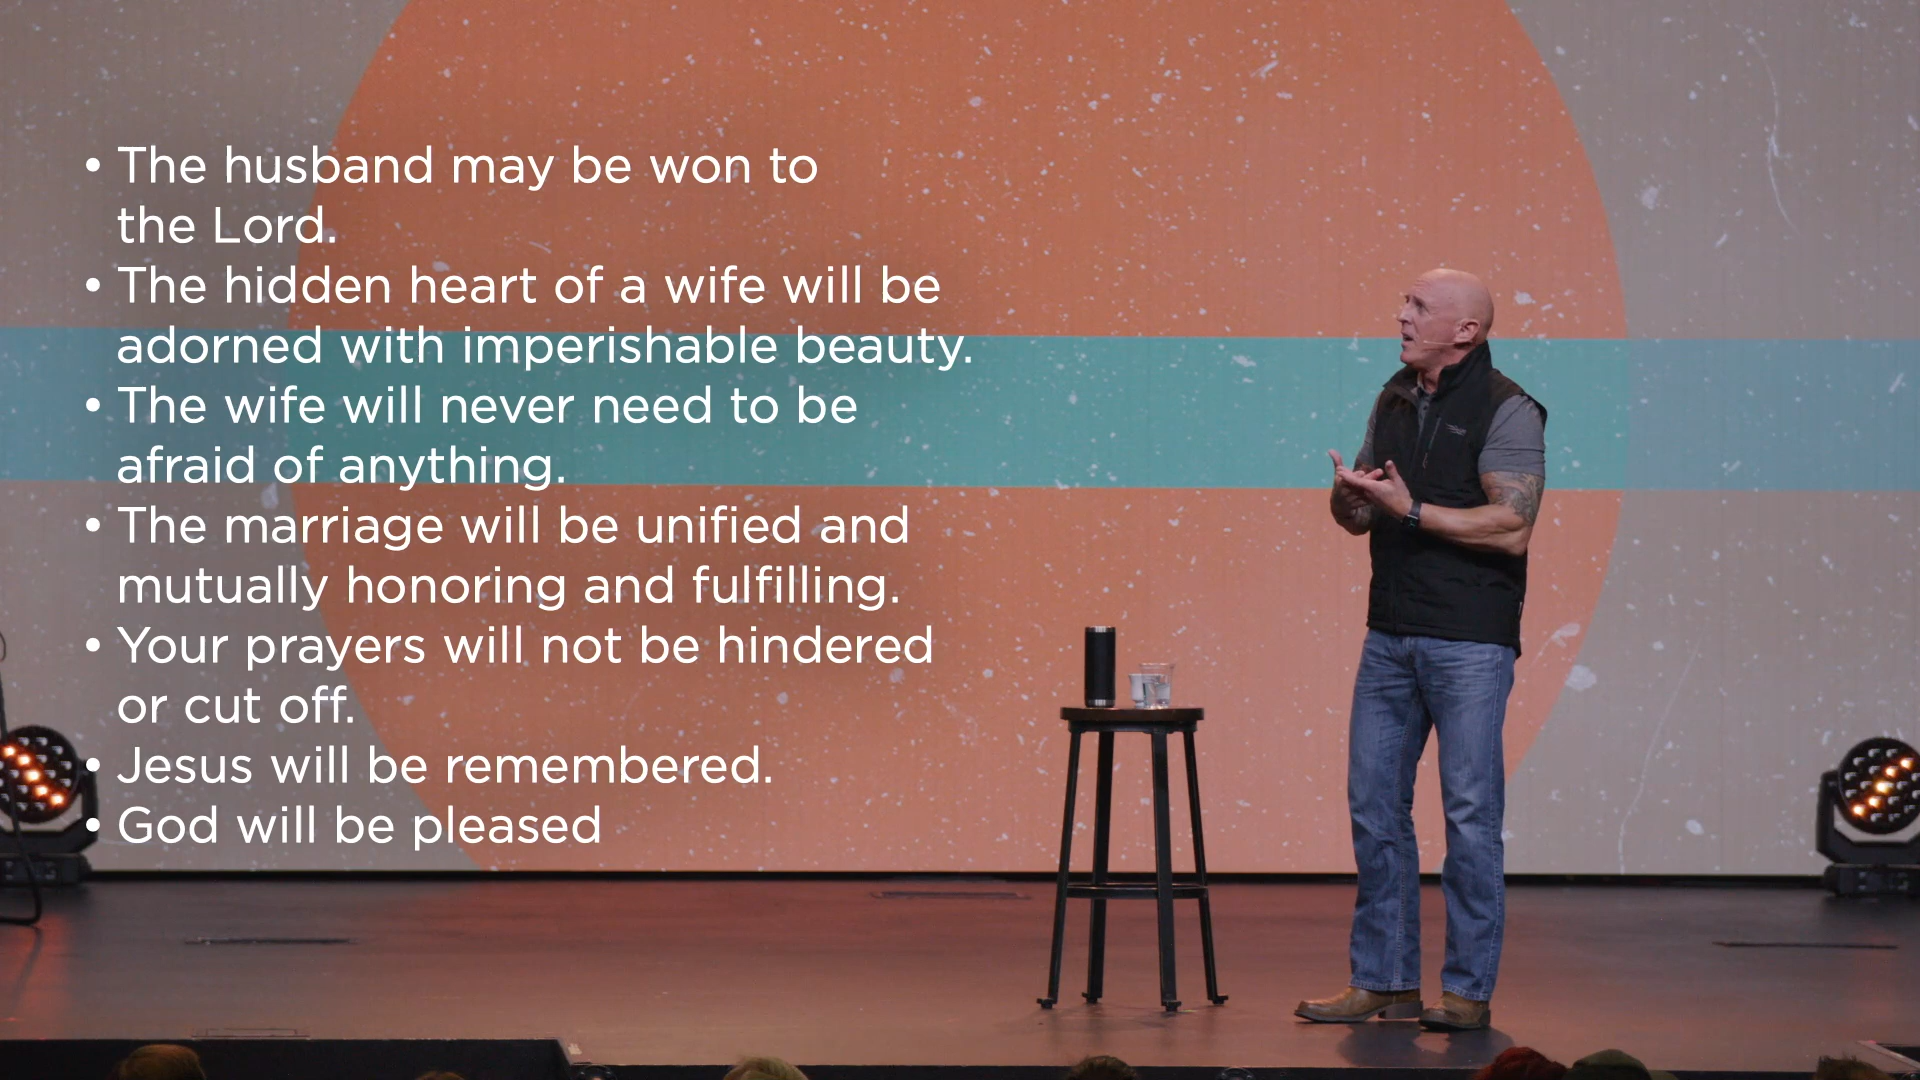 • The husband may be won to
the Lord.
• The hidden heart of a wife will be
adorned with imperishable beauty.
• The wife will never need to be
afraid of anything.
• The marriage will be unified and
mutually honoring and fulfilling.
• Your prayers will not be hindered
or cut off.
• Jesus will be remembered.
• God will be pleased